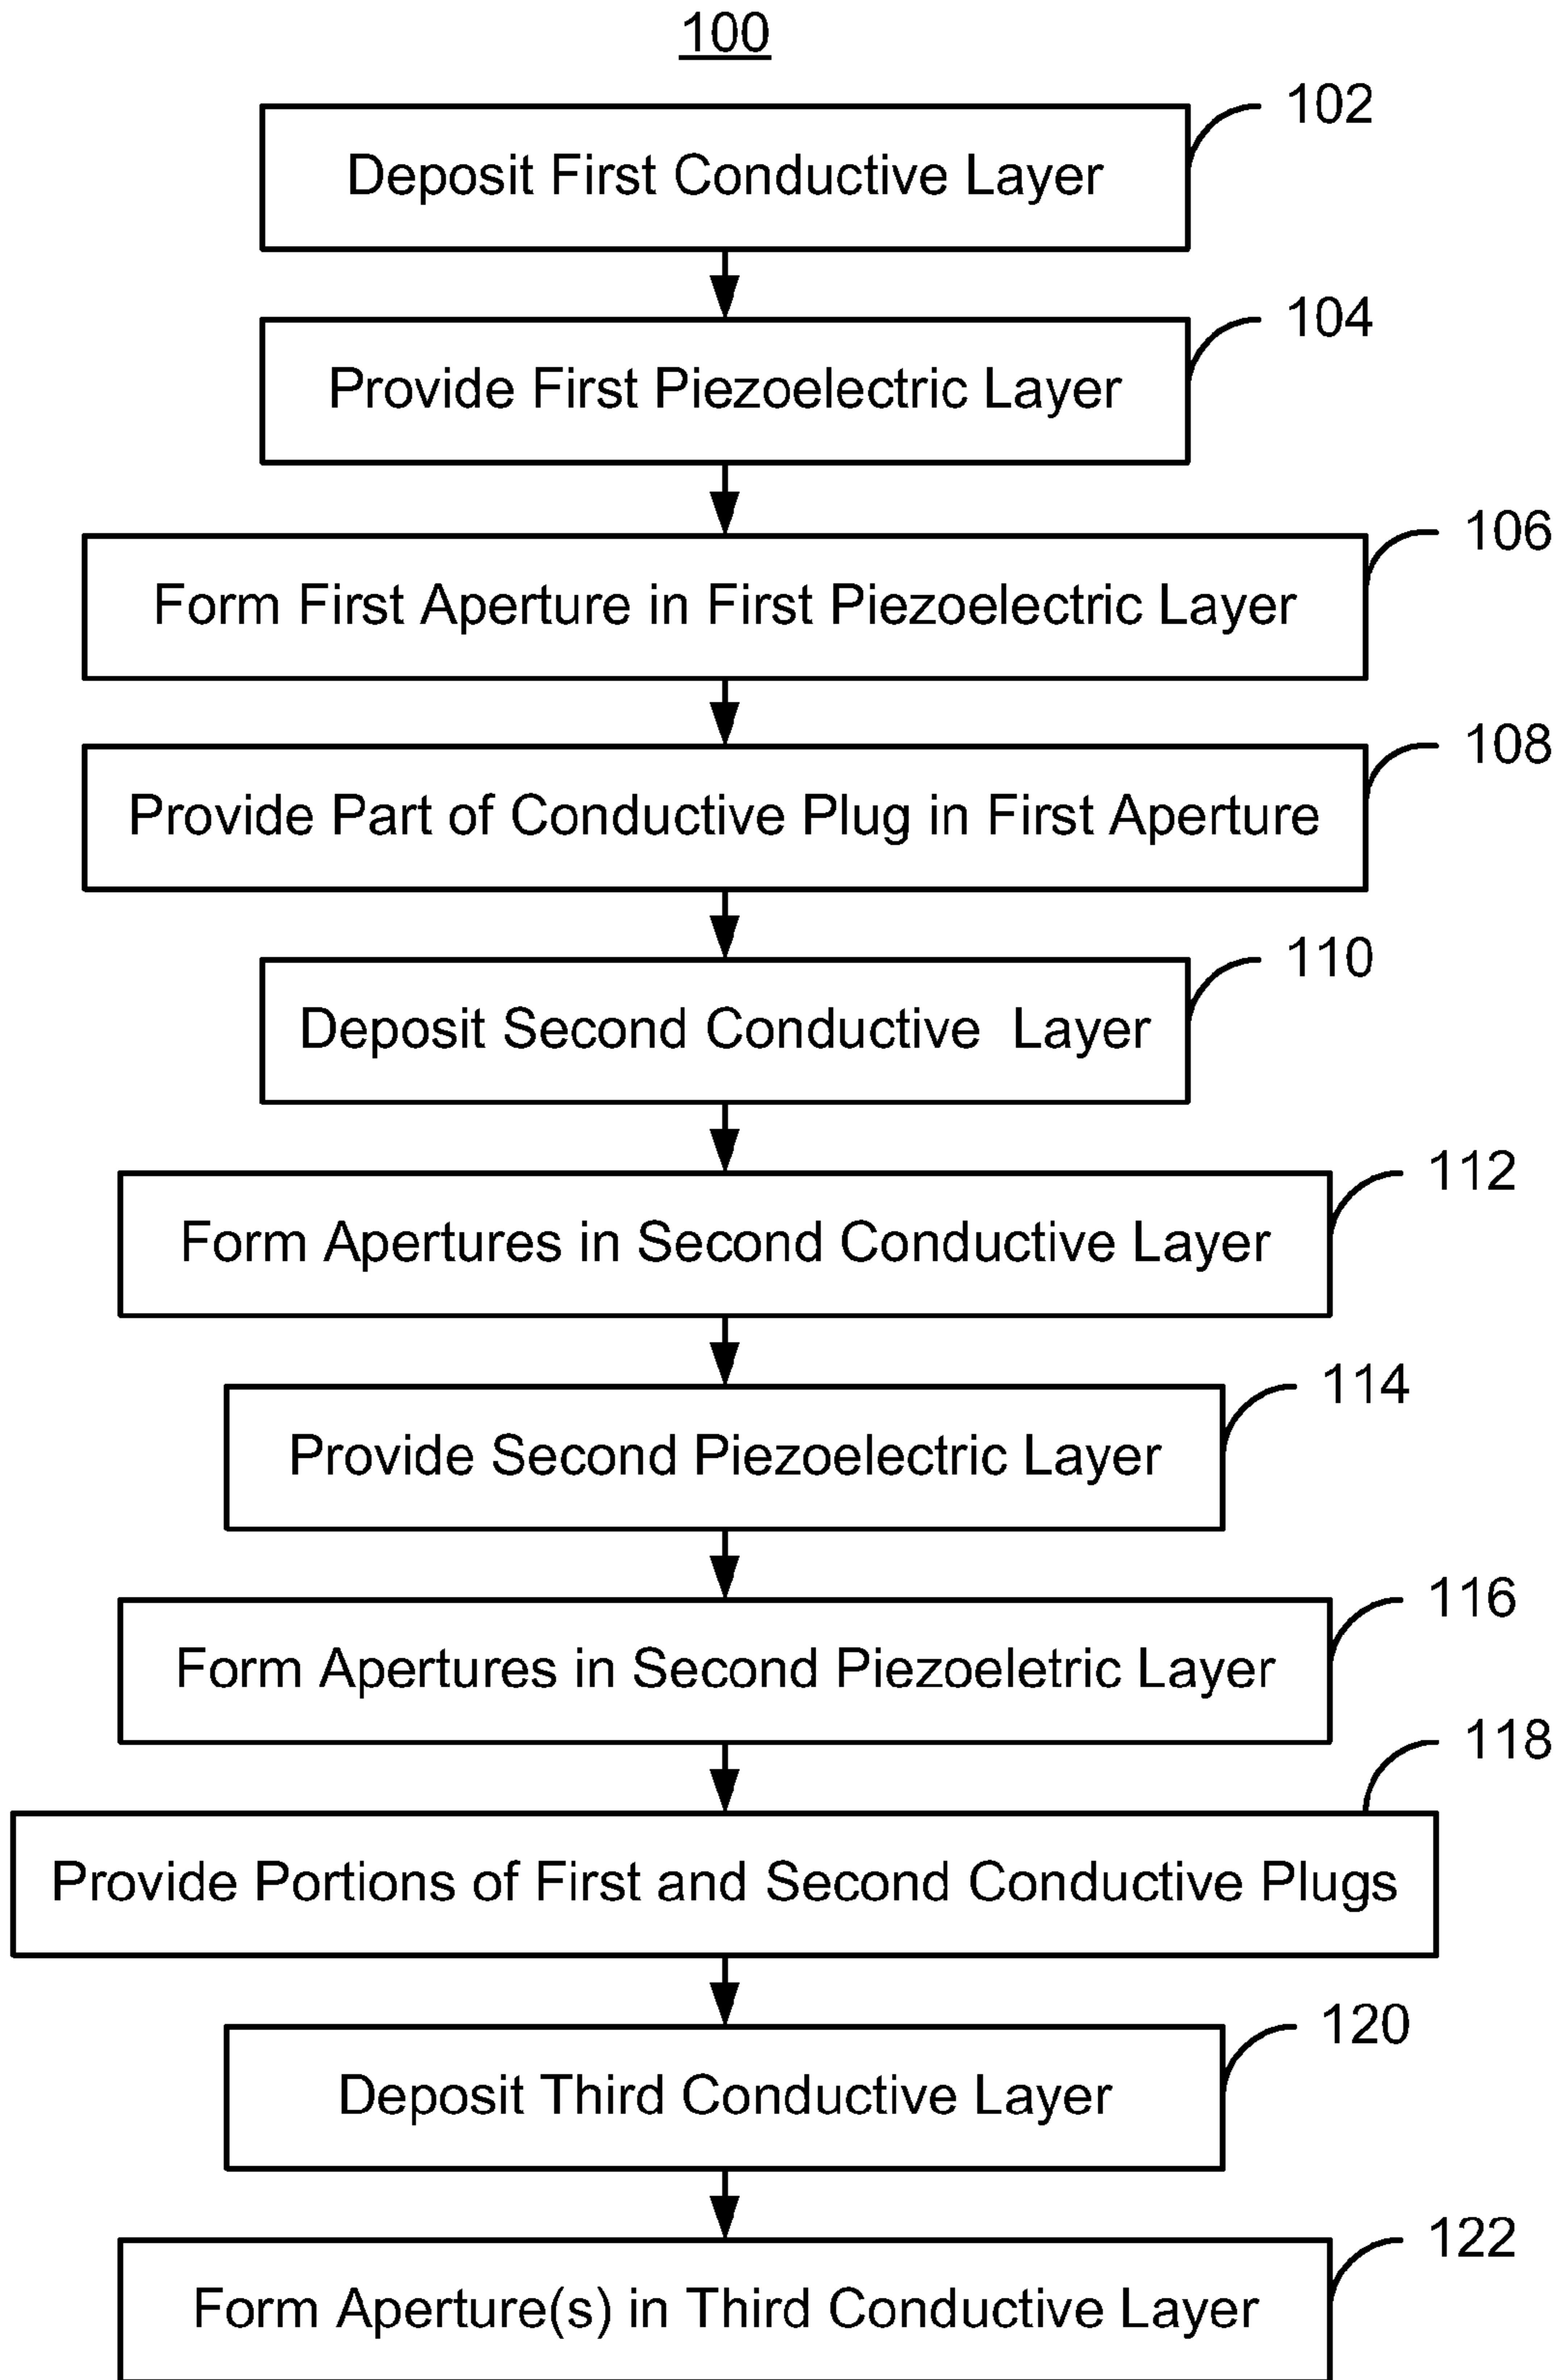 100
102
Deposit First Conductive Layer
104
Provide First Piezoelectric Layer
106
Form First Aperture in First Piezoelectric Layer
108
Provide Part of Conductive Plug in First Aperture
110
Deposit Second Conductive Layer
112
Form Apertures in Second Conductive Layer
114
Provide Second Piezoelectric Layer
116
Form Apertures in Second Piezoeletric Layer
118
Provide Portions of First and Second Conductive Plugs
120
Deposit Third Conductive Layer
122
Form Aperture(s) in Third Conductive Layer